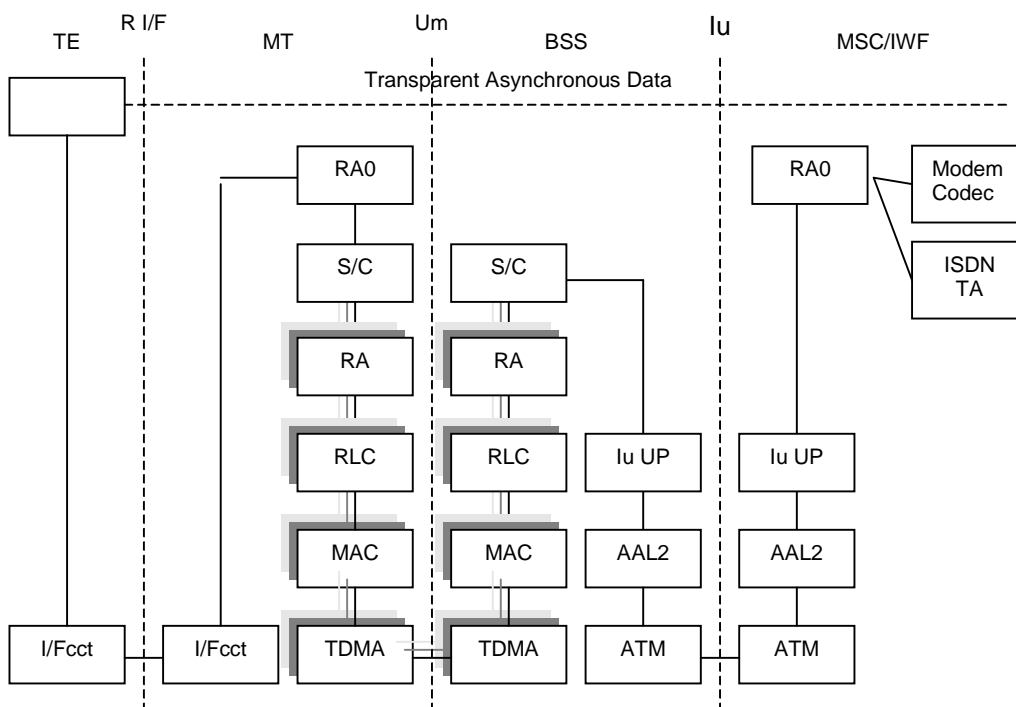 R I/F Um Iu
TE MT BSS MSC/IWF
Transparent Asynchronous Data
RA0 RA0 Modem
Codec
S/C S/C ISDN
TA
RA RA
RLC RLC Iu UP Iu UP
MAC MAC AAL2 AAL2
I/Fcct I/Fcct TDMA TDMA ATM ATM